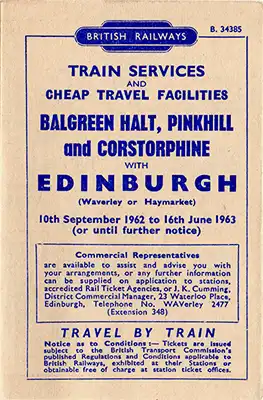 BRITISH RAILWAYS
B. 34385
TRAIN SERVICES
AND
CHEAP TRAVEL FACILITIES
BALGREEN HALT, PINKHILL
and CORSTORPHINE
WITH
EDINBURGH
(Waverley or Haymarket)
10th September 1962 to 16th June 1963
(or until further notice)
Commercial Representatives
are available to assist and advise you with
your arrangements, or any further information
can be supplied on application to stations,
accredited Rail Ticket Agencies, or J. K. Cumming,
District Commercial Manager, 23 Waterloo Place,
Edinburgh, Telephone No. WAVerley 2477
(Extension 348)
TRAVEL BY TRAIN
Notice as to Conditions :— Tickets are issued
subject to the British Transport Commission's
published Regulations and Conditions applicable to
British Railways, exhibited at their Stations or
obtainable free of charge at station ticket offices.